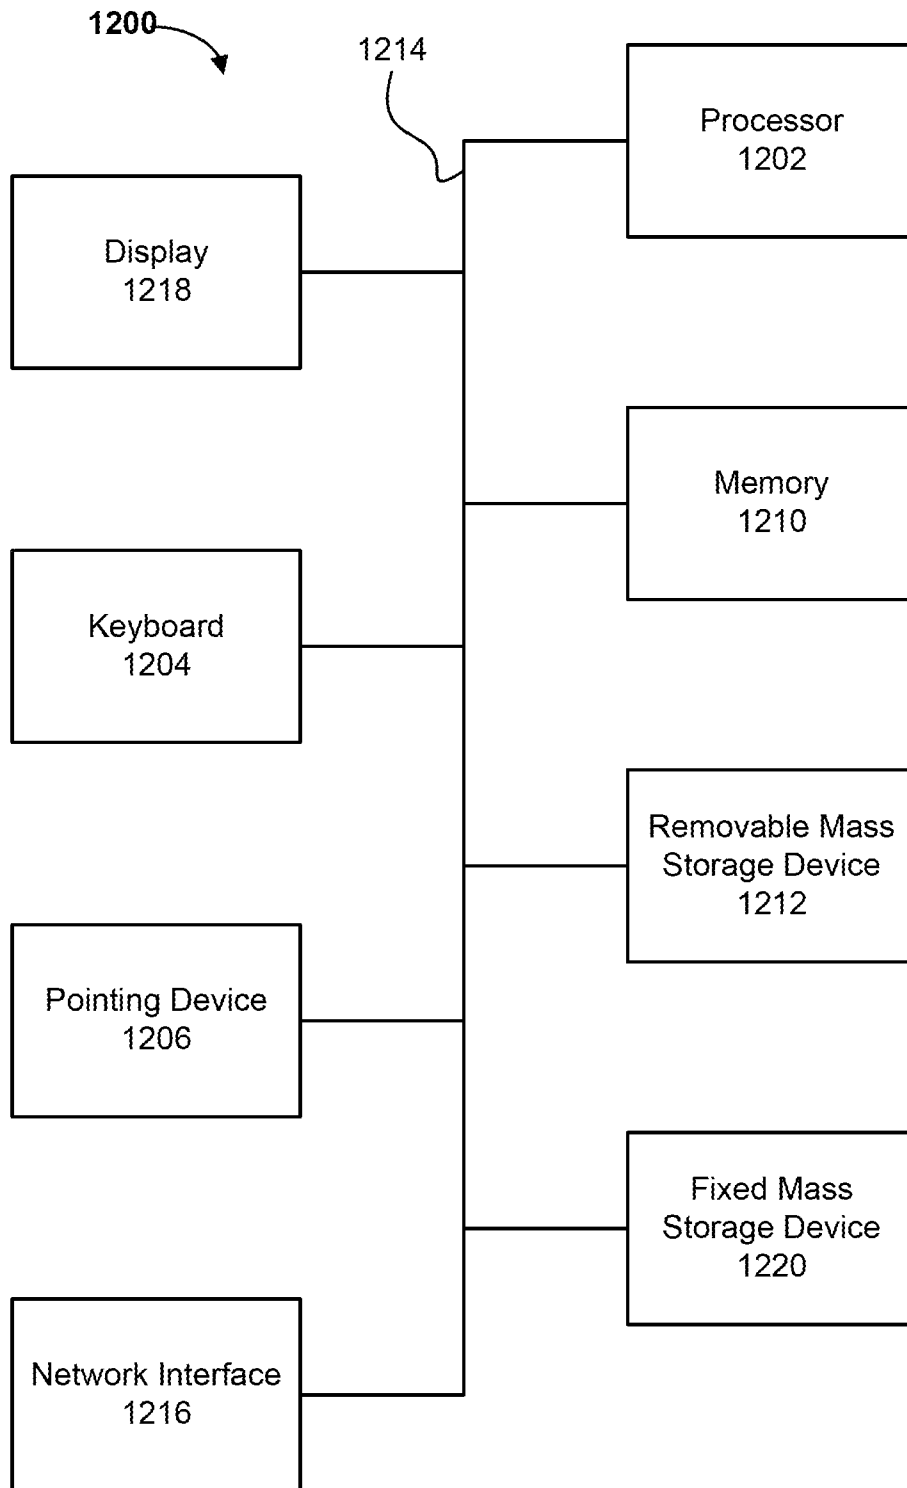 1200
1214
Processor
1202
Display
1218
Memory
1210
Keyboard
1204
Removable Mass
Storage Device
1212
Pointing Device
1206
Fixed Mass
Storage Device
1220
Network Interface
1216